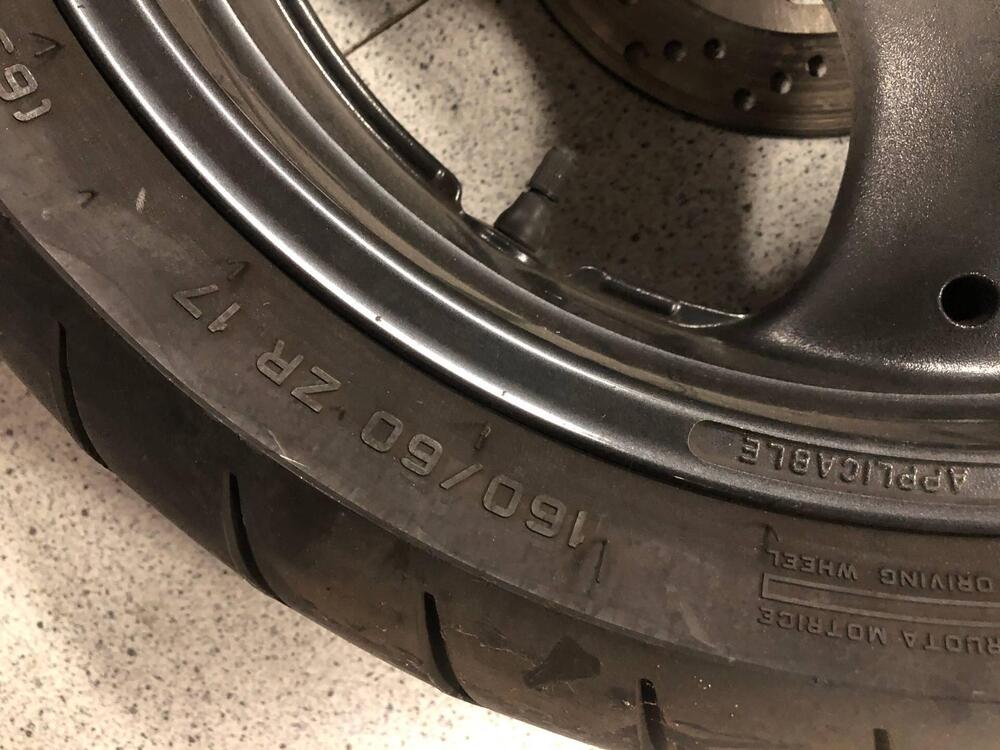 160/60 ZR 17
RUOTA MOTRICE
DRIVING WHEEL
APPLICABLE